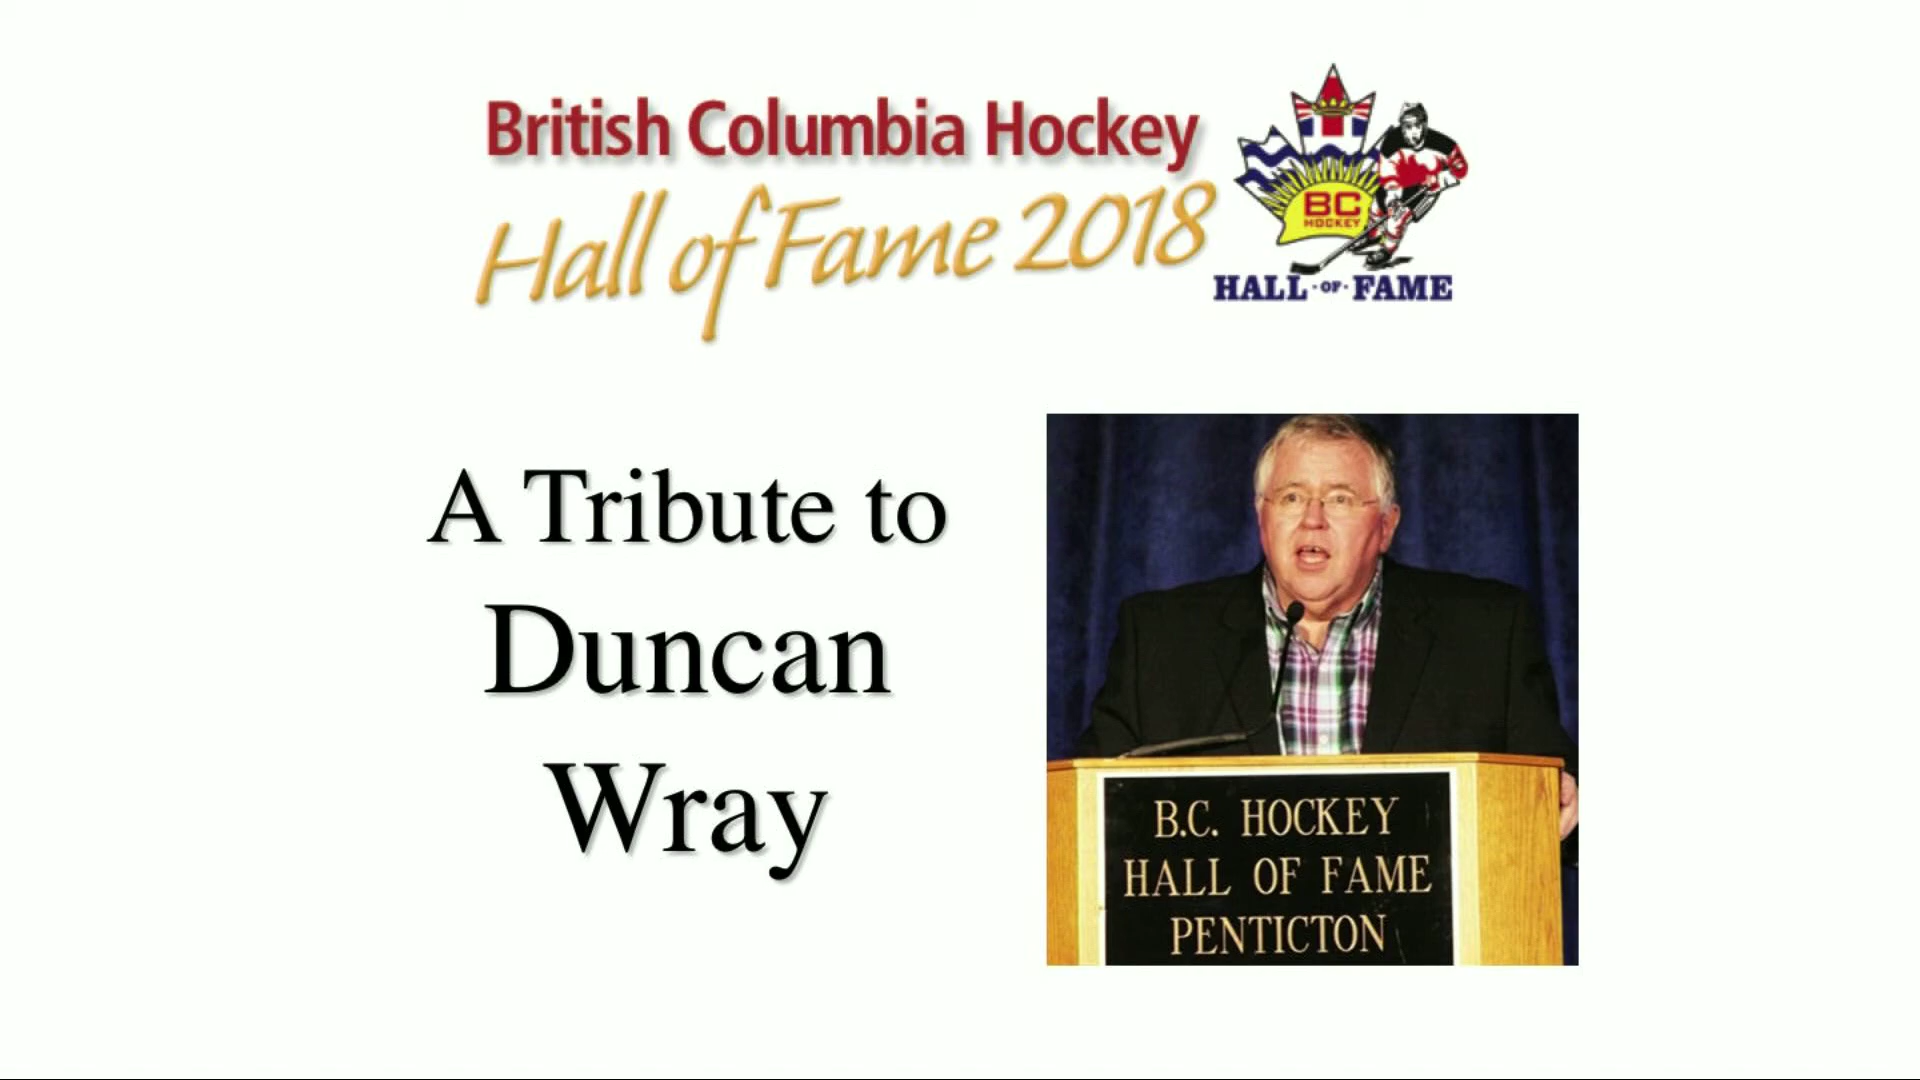 British Columbia Hockey
Hall of Fame 2018
BC
HOCKEY
HALL·OF·FAME
A Tribute to
Duncan
Wray
B.C. HOCKEY
HALL OF FAME
PENTICTON